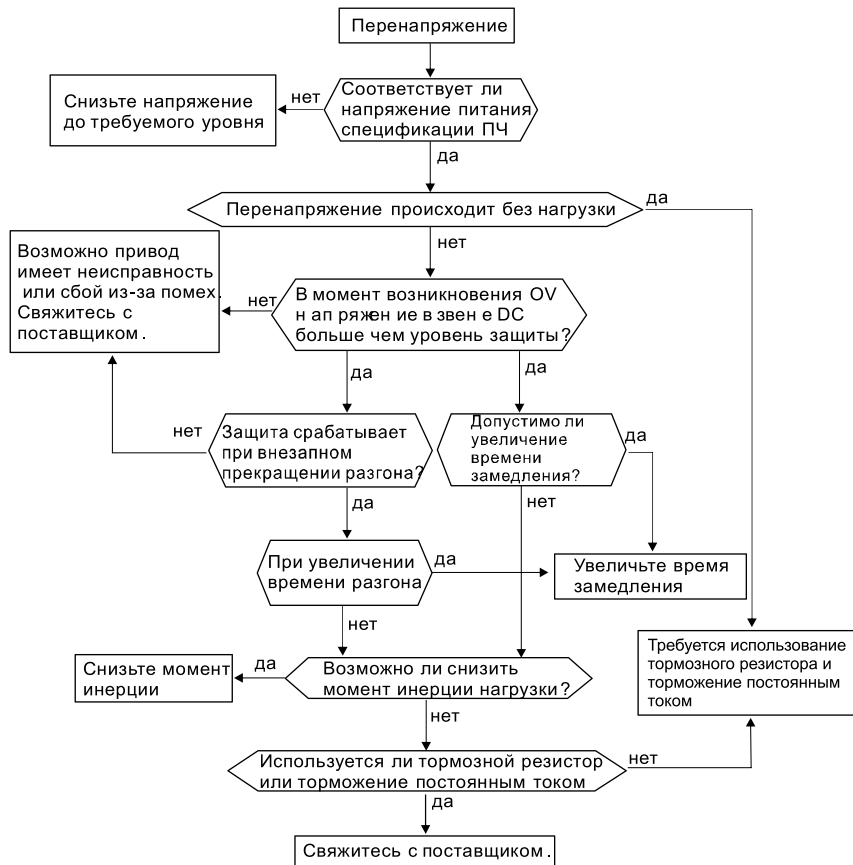 Перенапряжение
Соответствует ли
напряжение питания
спецификации ПЧ
нет
Снизьте напряжение
до требуемого уровня
да
Перенапряжение происходит без нагрузки
да
нет
Возможно привод
имеет неисправность
или сбой из-за помех.
Свяжитесь с
поставщиком.
нет
В момент возникновения OV
напряжение в звене DC
больше чем уровень защиты?
да
да
нет
Защита срабатывает
при внезапном
прекращении разгона?
Допустимо ли
увеличение
времени
замедления?
да
да
нет
При увеличении
времени разгона
да
Увеличьте время
замедления
нет
Требуется использование
тормозного резистора и
торможение постоянным
током
Снизьте момент
инерции
да
Возможно ли снизить
момент инерции нагрузки?
нет
Используется ли тормозной резистор
или торможение постоянным током
нет
да
Свяжитесь с поставщиком.